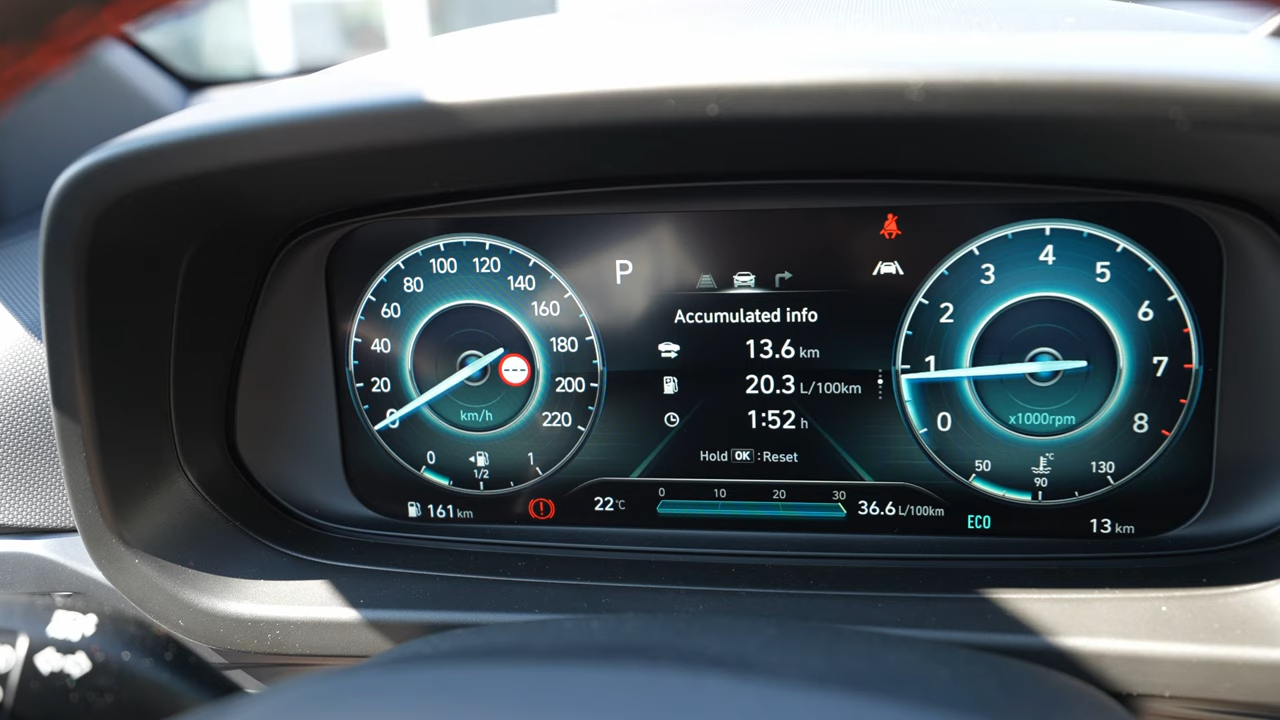 0
20
40
60
80
100
120
140
160
180
200
220
km/h
0
1/2
1
161 km
P
Accumulated info
13.6 km
20.3 L/100km
1:52 h
Hold OK : Reset
22 °C
0 10 20 30
36.6 L/100km
0
1
2
3
4
5
6
7
8
x1000rpm
50
°C
90
130
ECO
13 km